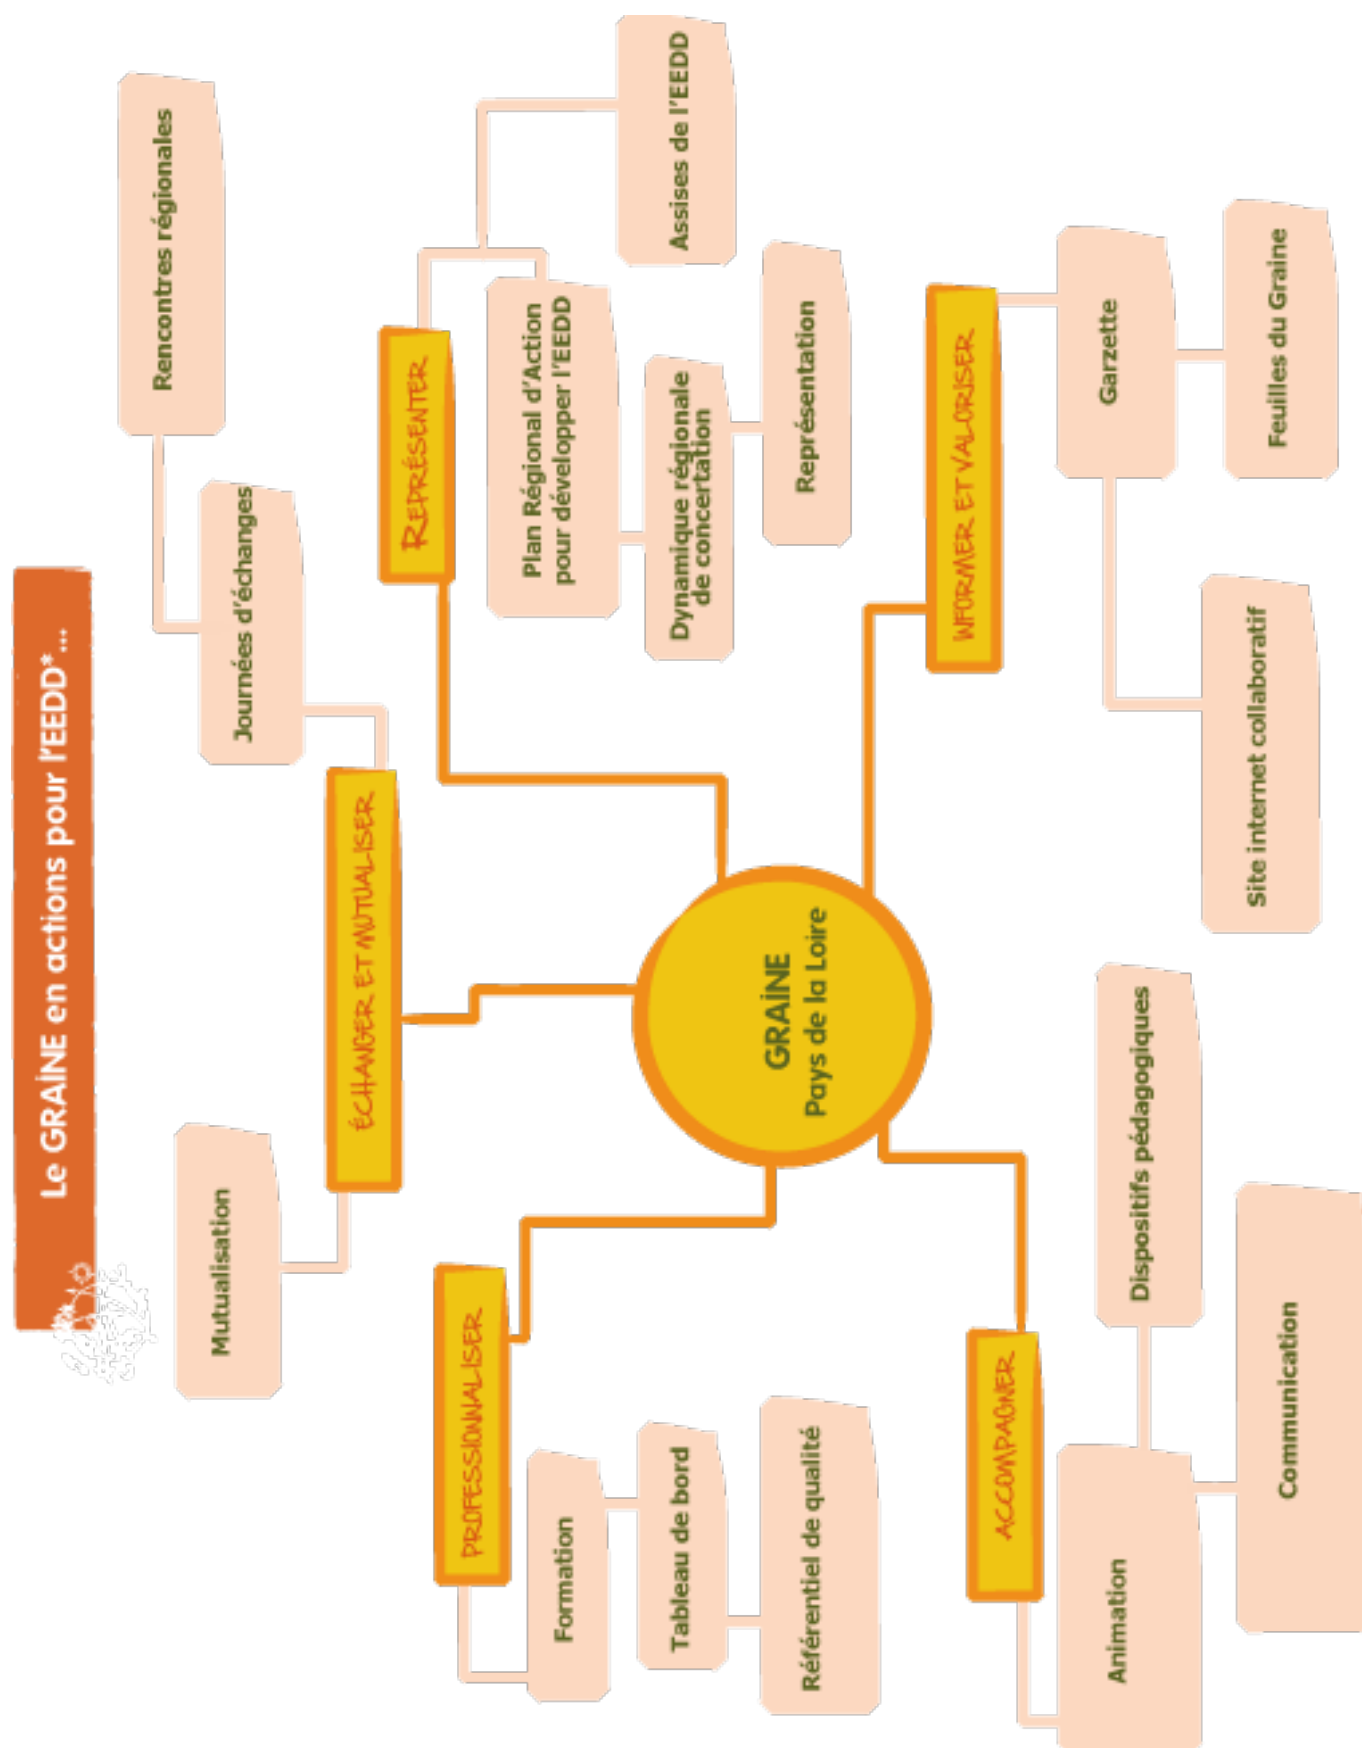 Le GRAiNE en actions pour l'EEDD*...
Mutualisation
ÉCHANGER ET MUTUALISER
Journées d'échanges
Rencontres régionales
PROFESSIONNALISER
Formation
Tableau de bord
Référentiel de qualité
REPRÉSENTER
Plan Régional d'Action
pour développer l'EEDD
Assises de l'EEDD
Dynamique régionale
de concertation
Représentation
GRAiNE
Pays de la Loire
ACCOMPAGNER
Animation
Dispositifs pédagogiques
Communication
INFORMER ET VALORISER
Garzette
Site internet collaboratif
Feuilles du Graine